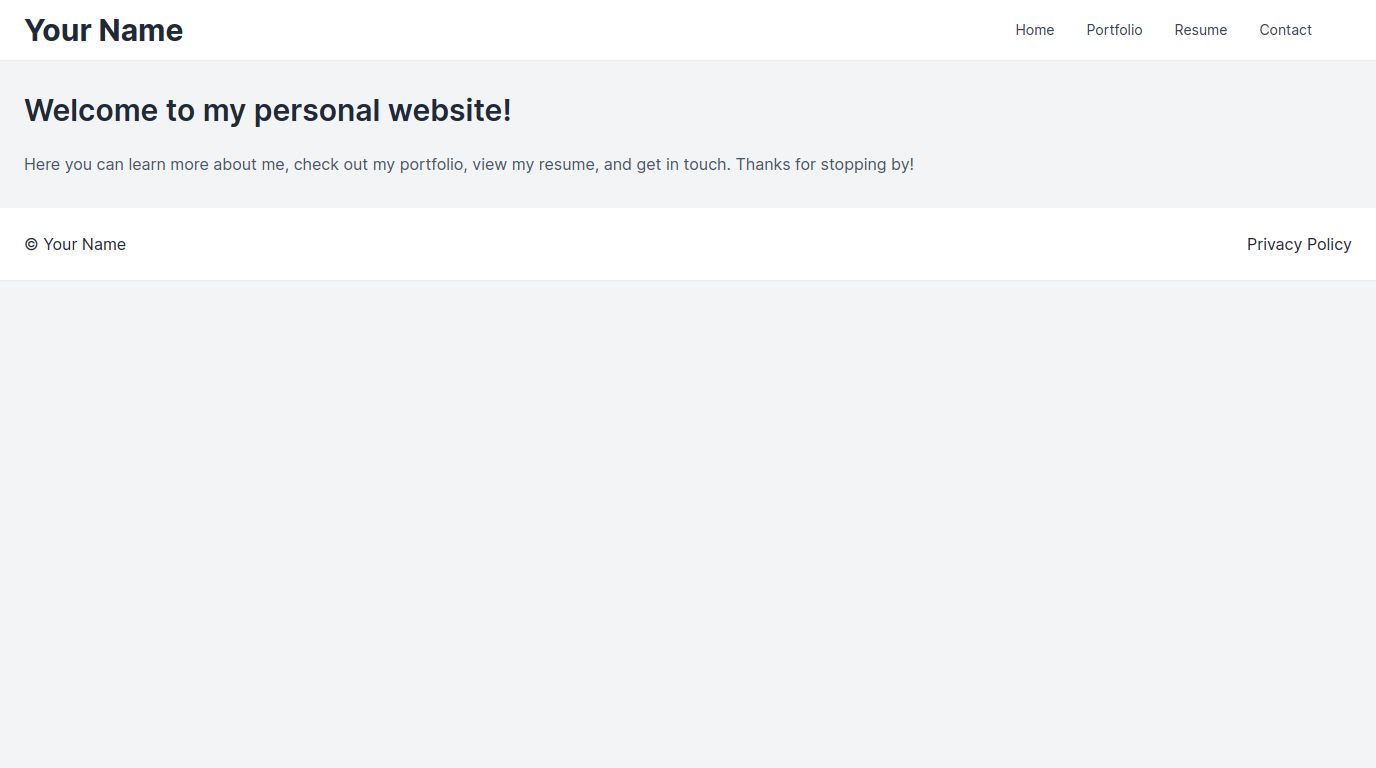 Your Name
Home Portfolio Resume Contact
Welcome to my personal website!
Here you can learn more about me, check out my portfolio, view my resume, and get in touch. Thanks for stopping by!
© Your Name
Privacy Policy